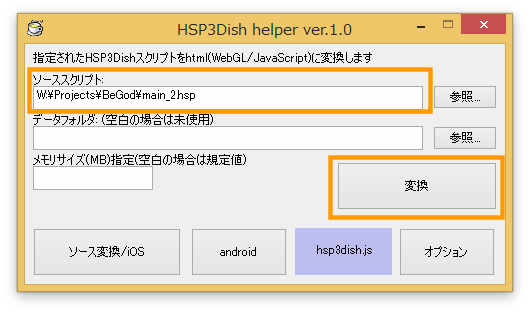 HSP3Dish helper ver.1.0
指定されたHSP3Dishスクリプトをhtml(WebGL/JavaScript)に変換します
ソーススクリプト:
W:¥Projects¥BeGod¥main_2.hsp
参照...
データフォルダ: (空白の場合は未使用)
参照...
メモリサイズ(MB)指定(空白の場合は規定値)
変換
ソース変換/iOS
android
hsp3dish.js
オプション